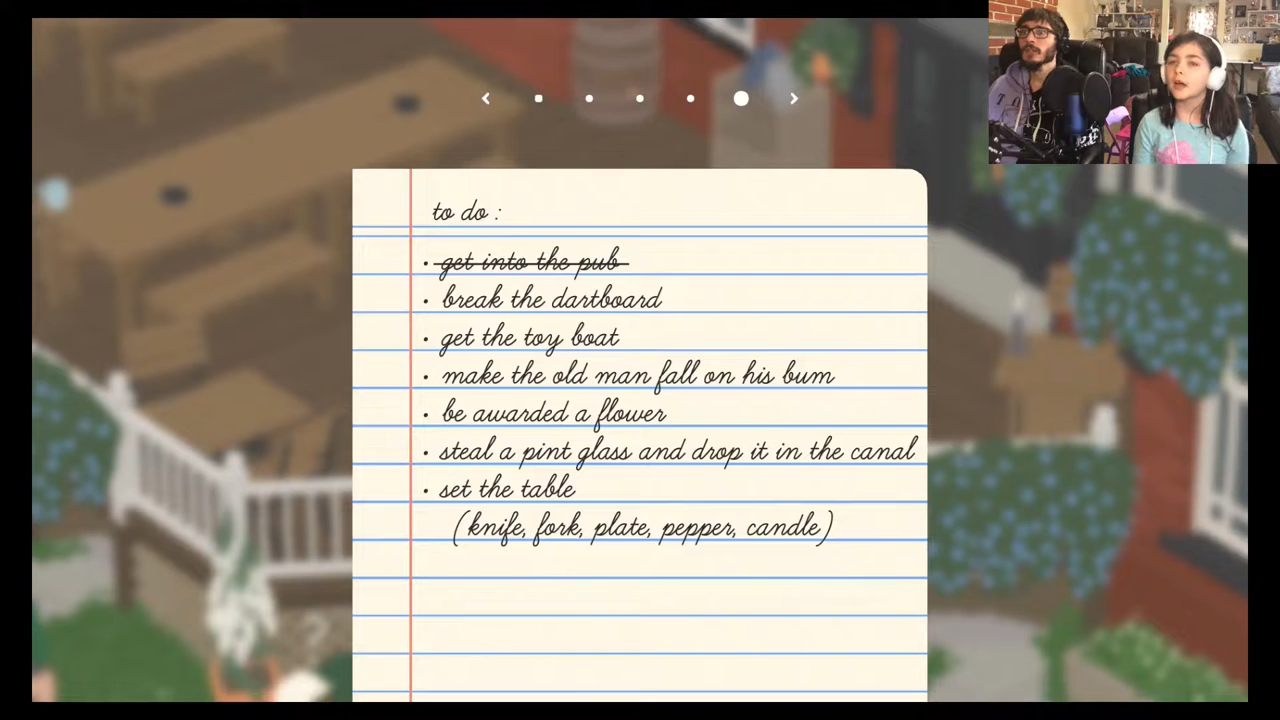 to do :
• get into the pub
• break the dartboard
• get the toy boat
• make the old man fall on his bum
• be awarded a flower
• steal a pint glass and drop it in the canal
• set the table
(knife, fork, plate, pepper, candle)